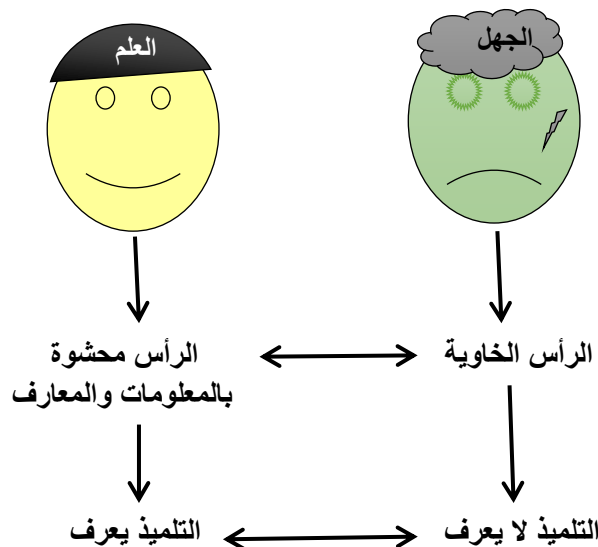 الجهل
العلم
الرأس الخاوية
الرأس محشوة
بالمعلومات والمعارف
التلميذ لا يعرف
التلميذ يعرف